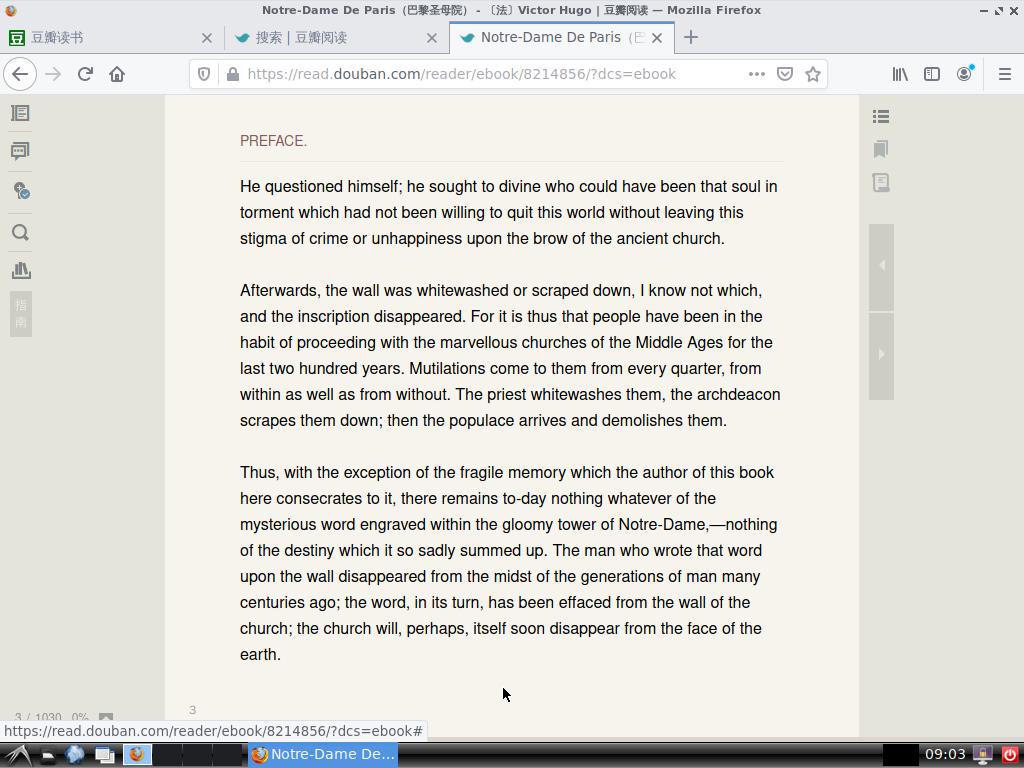 Notre-Dame De Paris（巴黎圣母院） - 〔法〕Victor Hugo | 豆瓣阅读 — Mozilla Firefox
豆 豆瓣读书
搜索 | 豆瓣阅读
Notre-Dame De Paris（巴
https://read.douban.com/reader/ebook/8214856/?dcs=ebook
PREFACE.
He questioned himself; he sought to divine who could have been that soul in
torment which had not been willing to quit this world without leaving this
stigma of crime or unhappiness upon the brow of the ancient church.
Afterwards, the wall was whitewashed or scraped down, I know not which,
and the inscription disappeared. For it is thus that people have been in the
habit of proceeding with the marvellous churches of the Middle Ages for the
last two hundred years. Mutilations come to them from every quarter, from
within as well as from without. The priest whitewashes them, the archdeacon
scrapes them down; then the populace arrives and demolishes them.
Thus, with the exception of the fragile memory which the author of this book
here consecrates to it, there remains to-day nothing whatever of the
mysterious word engraved within the gloomy tower of Notre-Dame,—nothing
of the destiny which it so sadly summed up. The man who wrote that word
upon the wall disappeared from the midst of the generations of man many
centuries ago; the word, in its turn, has been effaced from the wall of the
church; the church will, perhaps, itself soon disappear from the face of the
earth.
指
南
3
3 / 1030 0%
https://read.douban.com/reader/ebook/8214856/?dcs=ebook#
Notre-Dame De...
09:03